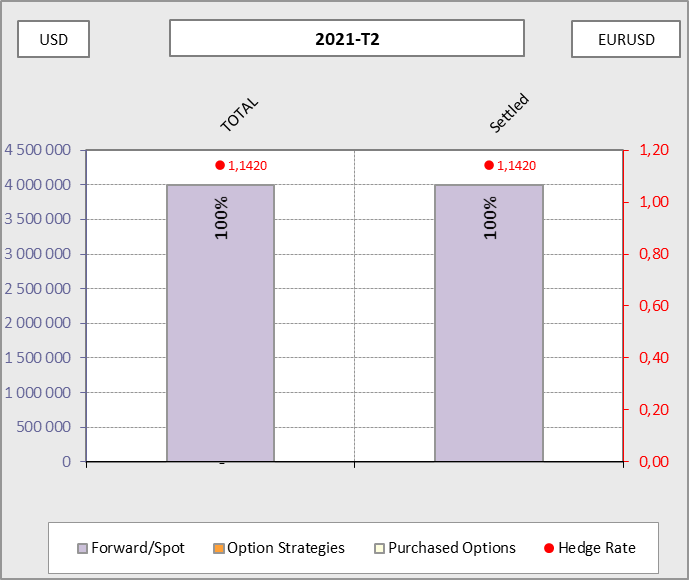 USD
2021-T2
EURUSD
TOTAL
Settled
4 500 000
4 000 000
3 500 000
3 000 000
2 500 000
2 000 000
1 500 000
1 000 000
500 000
0
1,1420
1,1420
100%
100%
1,20
1,00
0,80
0,60
0,40
0,20
0,00
Forward/Spot
Option Strategies
Purchased Options
Hedge Rate